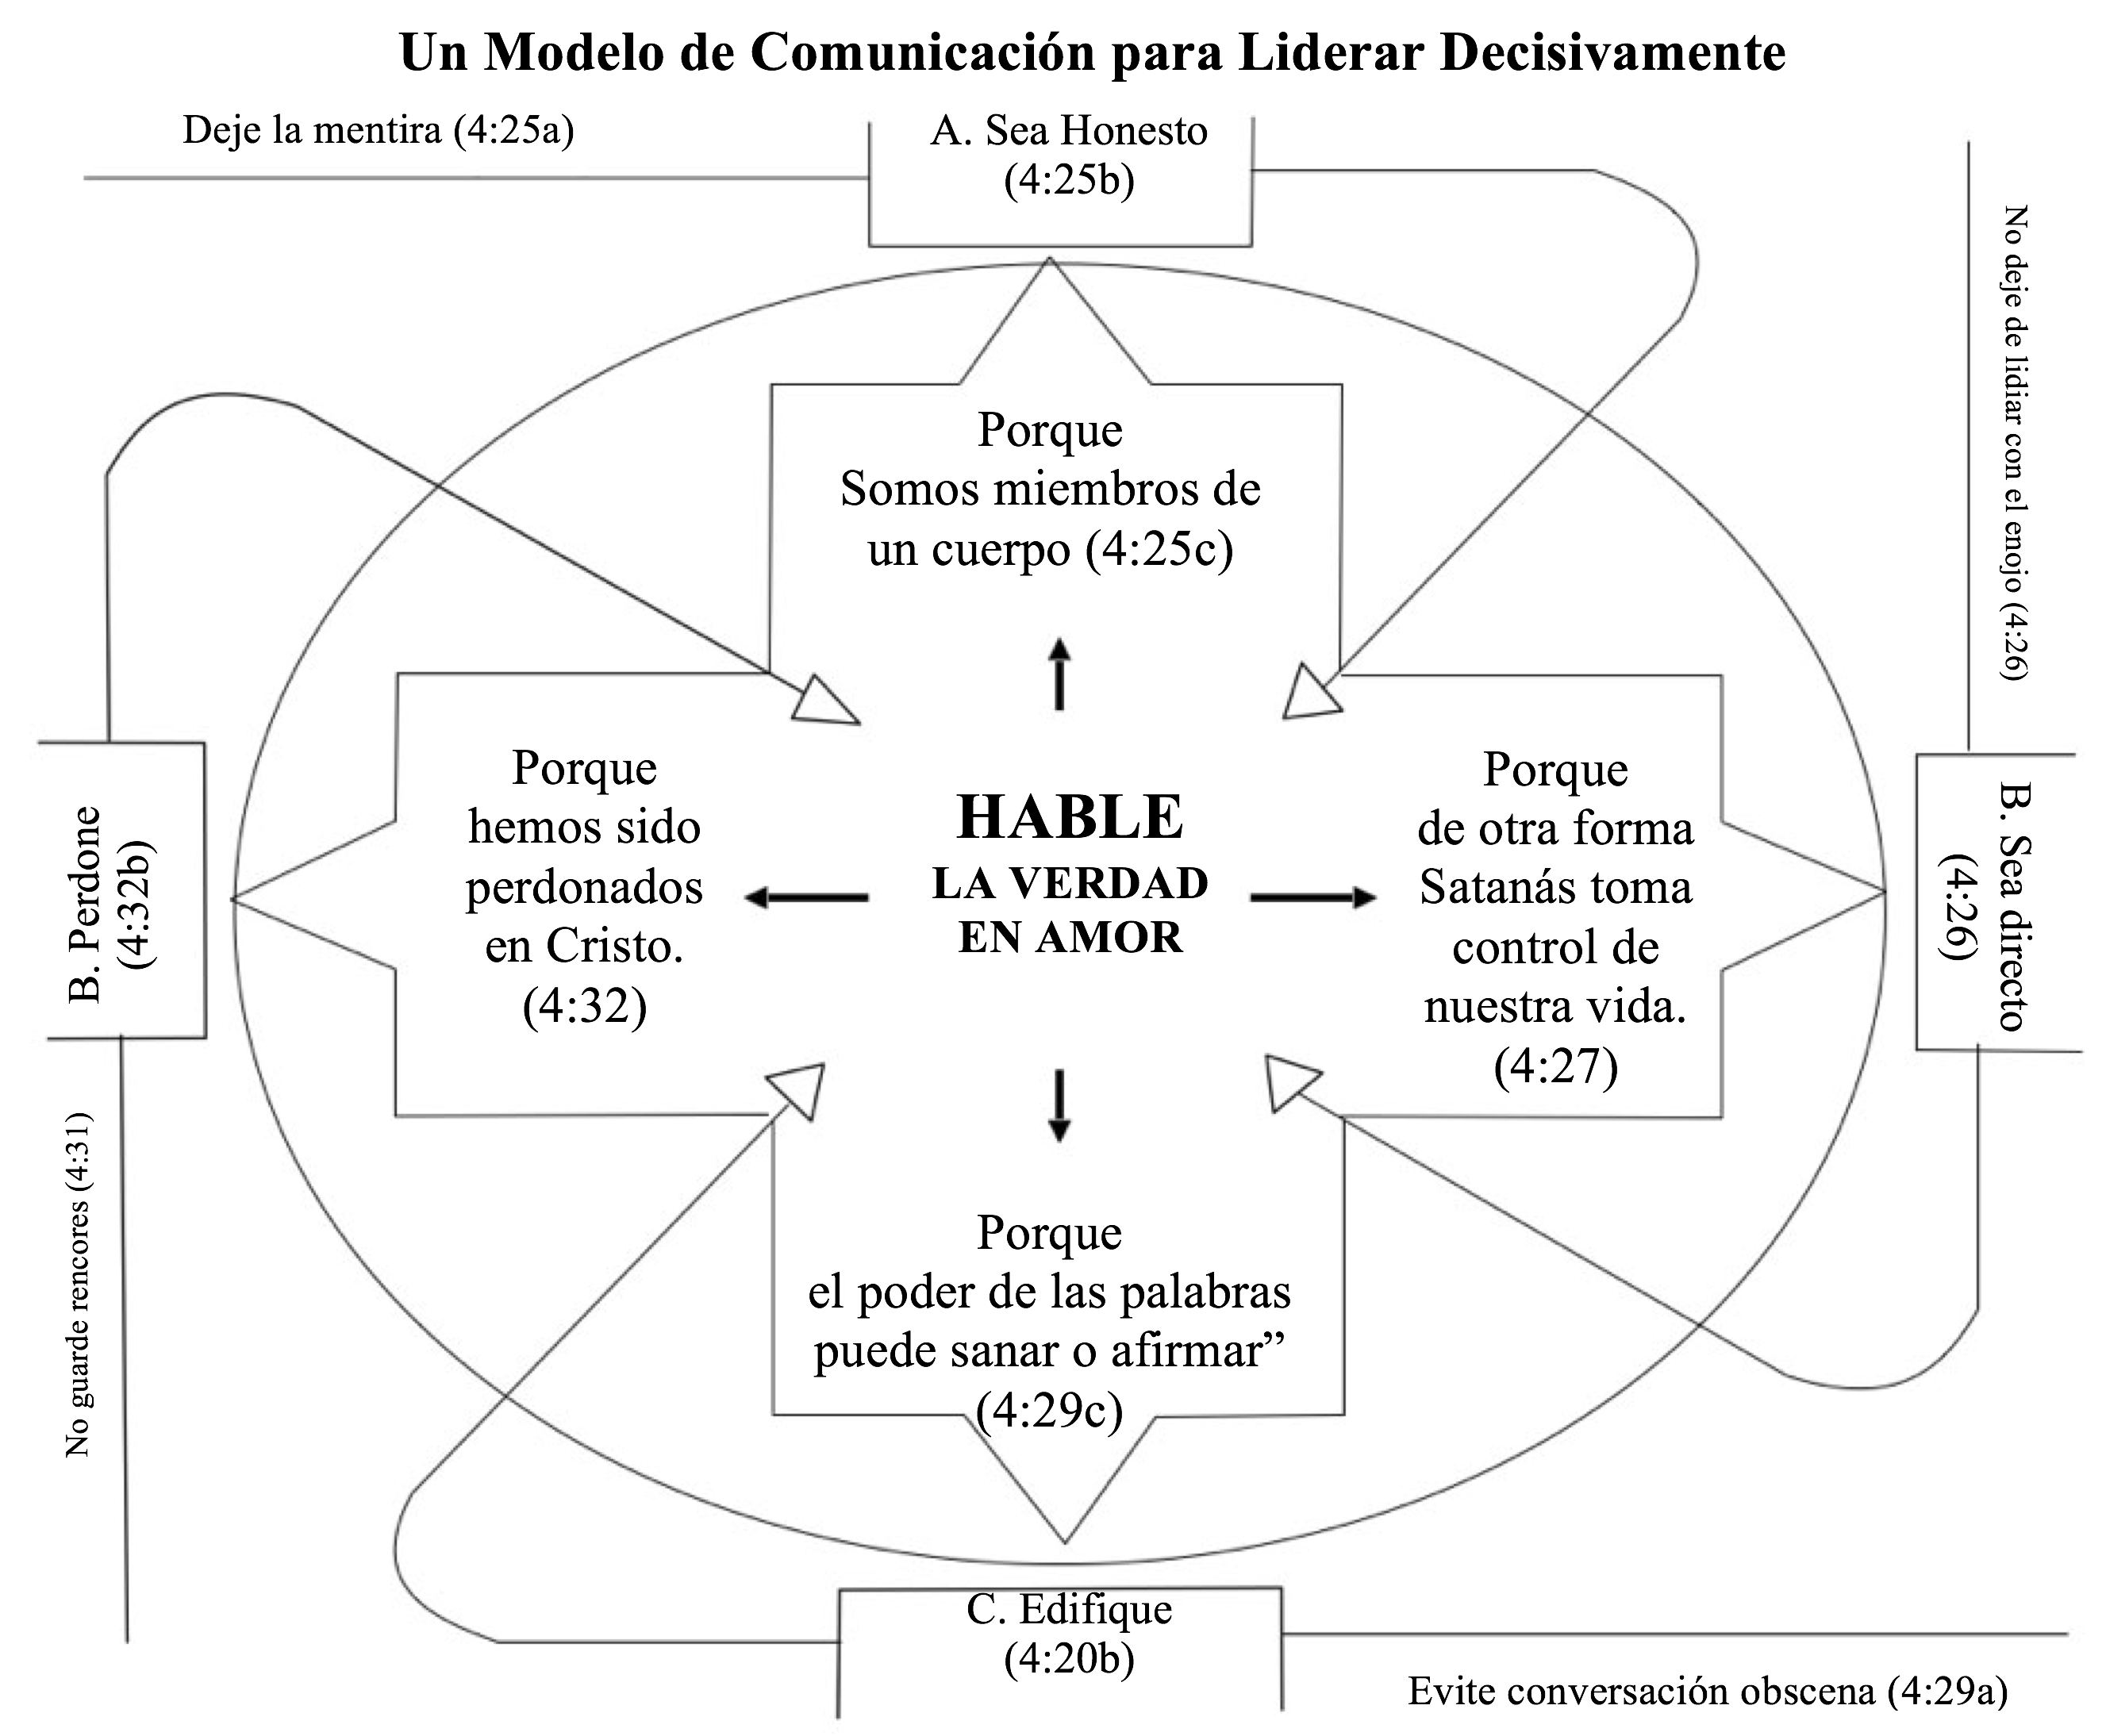 Un Modelo de Comunicación para Liderar Decisivamente
Deje la mentira (4:25a)
A. Sea Honesto
(4:25b)
No deje de lidiar con el enojo (4:26)
Porque
Somos miembros de
un cuerpo (4:25c)
B. Perdone
(4:32b)
Porque
hemos sido
perdonados
en Cristo.
(4:32)
HABLE
LA VERDAD
EN AMOR
Porque
de otra forma
Satanás toma
control de
nuestra vida.
(4:27)
B. Sea directo
(4:26)
No guarde rencores (4:31)
Porque
el poder de las palabras
puede sanar o afirmar”
(4:29c)
C. Edifique
(4:20b)
Evite conversación obscena (4:29a)